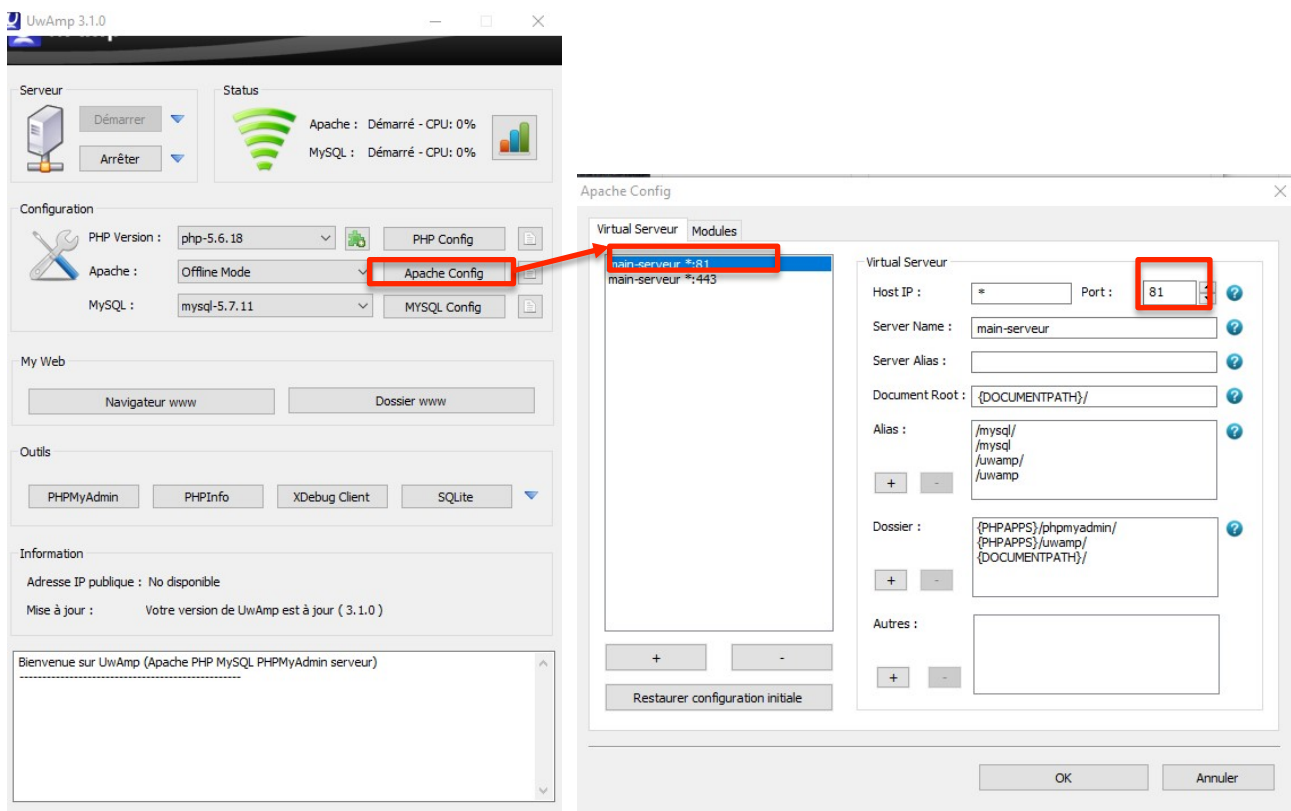 UwAmp 3.1.0
Serveur
Démarrer
Arrêter
Status
Apache : Démarré - CPU: 0%
MySQL : Démarré - CPU: 0%
Configuration
PHP Version : php-5.6.18 PHP Config
Apache : Offline Mode Apache Config
MySQL : mysql-5.7.11 MYSQL Config
My Web
Navigateur www Dossier www
Outils
PHPMyAdmin PHPInfo XDebug Client SQLite
Information
Adresse IP publique : No disponible
Mise à jour : Votre version de UwAmp est à jour ( 3.1.0 )
Bienvenue sur UwAmp (Apache PHP MySQL PHPMyAdmin serveur)
--------------------------------------------------
Apache Config
Virtual Serveur Modules
main-serveur *:81
main-serveur *:443
+ -
Restaurer configuration initiale
Virtual Serveur
Host IP : * Port : 81
Server Name : main-serveur
Server Alias :
Document Root : {DOCUMENTPATH}/
Alias : /mysql/
/mysql
/uwamp/
/uwamp
+ -
Dossier : {PHPAPPS}/phpmyadmin/
{PHPAPPS}/uwamp/
{DOCUMENTPATH}/
+ -
Autres :
+ -
OK Annuler